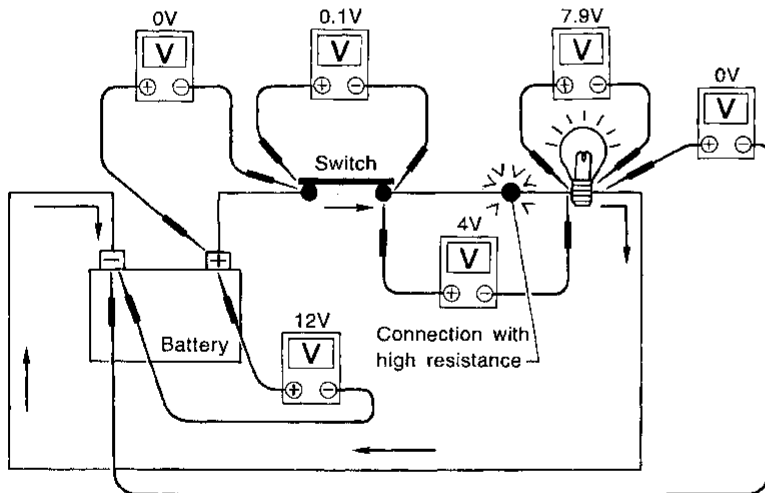 0V
0.1V
7.9V
0V
V
+ −
V
+ −
V
+ −
V
+ −
Switch
4V
V
+ −
− +
Battery
12V
V
+ −
Connection with
high resistance